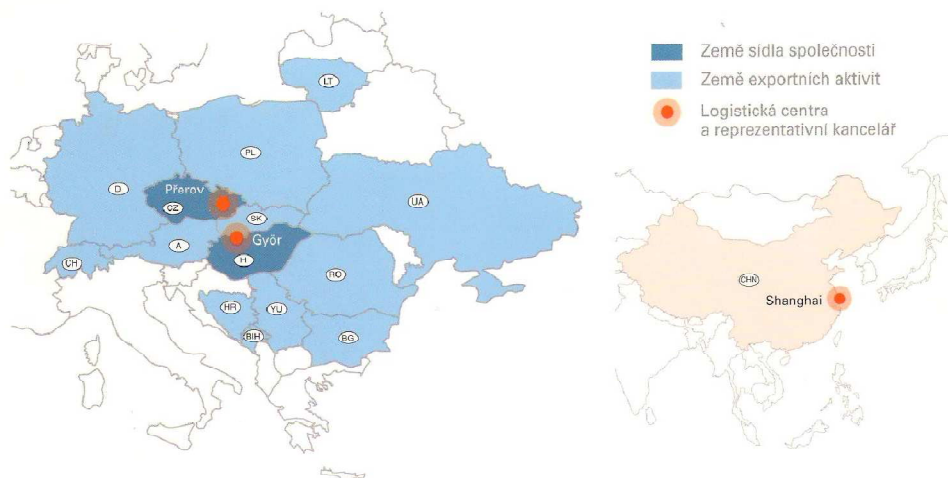 Země sídla společnosti
Země exportních aktivit
Logistická centra
a reprezentativní kancelář
LT
PL
D
Přerov
CZ
SK
UA
Győr
A
H
CH
RO
HR
YU
BIH
BG
CHN
Shanghai